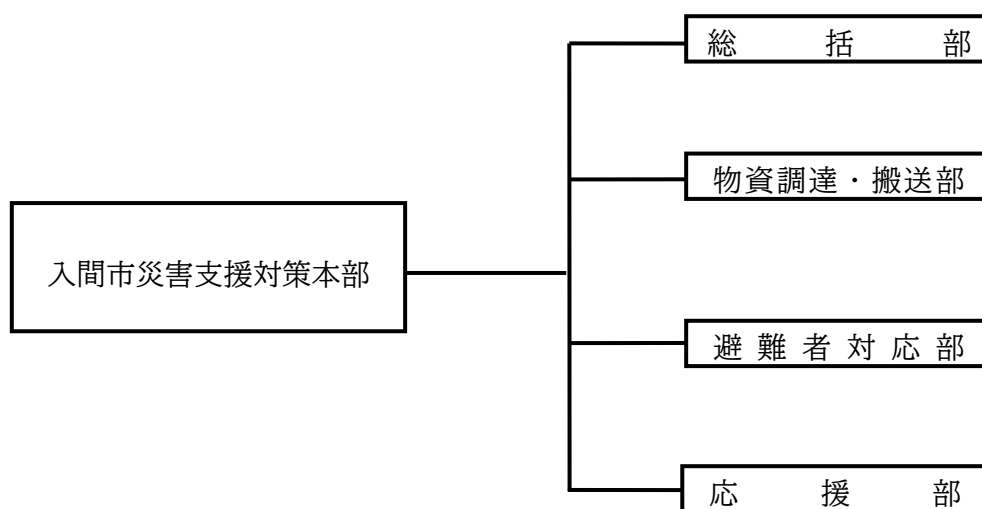 総括部
物資調達・搬送部
入間市災害支援対策本部
避難者対応部
応援部